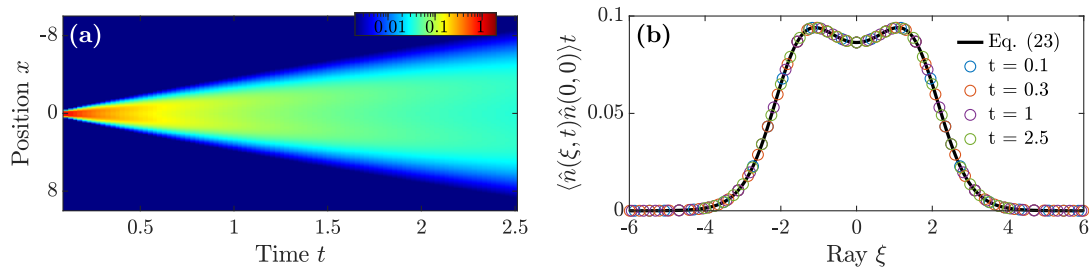 (a)
0.01 0.1 1
Position x
-8
0
8
0.5 1 1.5 2 2.5
Time t
(b)
⟨n̂(ξ, t)n̂(0, 0)⟩t
0.1
0.05
0
Eq. (23)
t = 0.1
t = 0.3
t = 1
t = 2.5
-6 -4 -2 0 2 4 6
Ray ξ